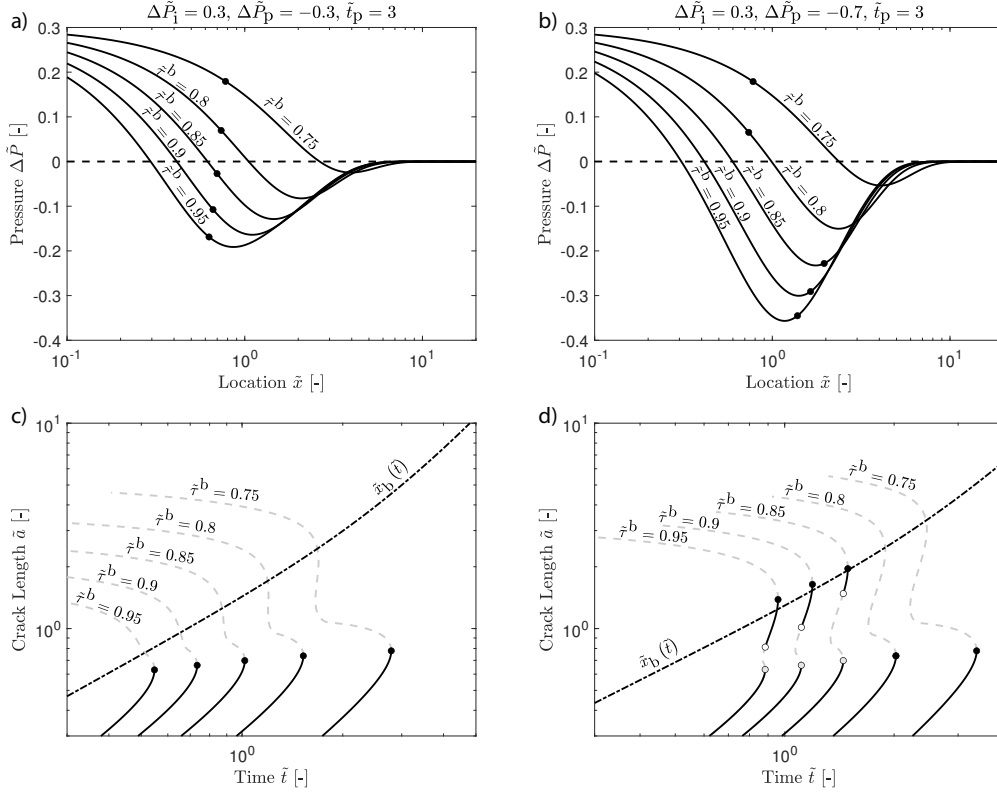 a)
ΔP̃i = 0.3, ΔP̃p = −0.3, t̃p = 3
0.3
0.2
0.1
0
-0.1
-0.2
-0.3
-0.4
Pressure ΔP̃ [-]
τ̃b = 0.75
τ̃b = 0.8
τ̃b = 0.85
τ̃b = 0.9
τ̃b = 0.95
10-1
100
101
Location x̃ [-]
b)
ΔP̃i = 0.3, ΔP̃p = −0.7, t̃p = 3
0.3
0.2
0.1
0
-0.1
-0.2
-0.3
-0.4
Pressure ΔP̃ [-]
τ̃b = 0.75
τ̃b = 0.8
τ̃b = 0.85
τ̃b = 0.9
τ̃b = 0.95
10-1
100
101
Location x̃ [-]
c)
101
100
Crack Length ã [-]
x̃b(t̃)
τ̃b = 0.75
τ̃b = 0.8
τ̃b = 0.85
τ̃b = 0.9
τ̃b = 0.95
100
Time t̃ [-]
d)
101
100
Crack Length ã [-]
τ̃b = 0.75
τ̃b = 0.8
τ̃b = 0.85
τ̃b = 0.9
τ̃b = 0.95
x̃b(t̃)
100
Time t̃ [-]